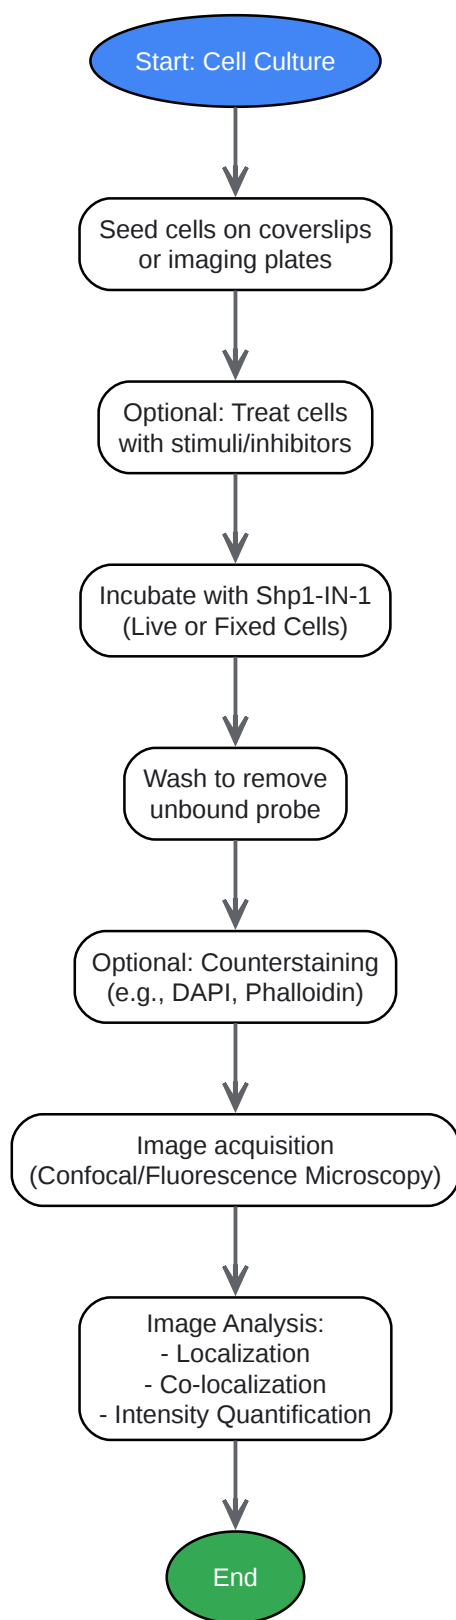 Start: Cell Culture
Seed cells on coverslips
or imaging plates
Optional: Treat cells
with stimuli/inhibitors
Incubate with Shp1-IN-1
(Live or Fixed Cells)
Wash to remove
unbound probe
Optional: Counterstaining
(e.g., DAPI, Phalloidin)
Image acquisition
(Confocal/Fluorescence Microscopy)
Image Analysis:
- Localization
- Co-localization
- Intensity Quantification
End